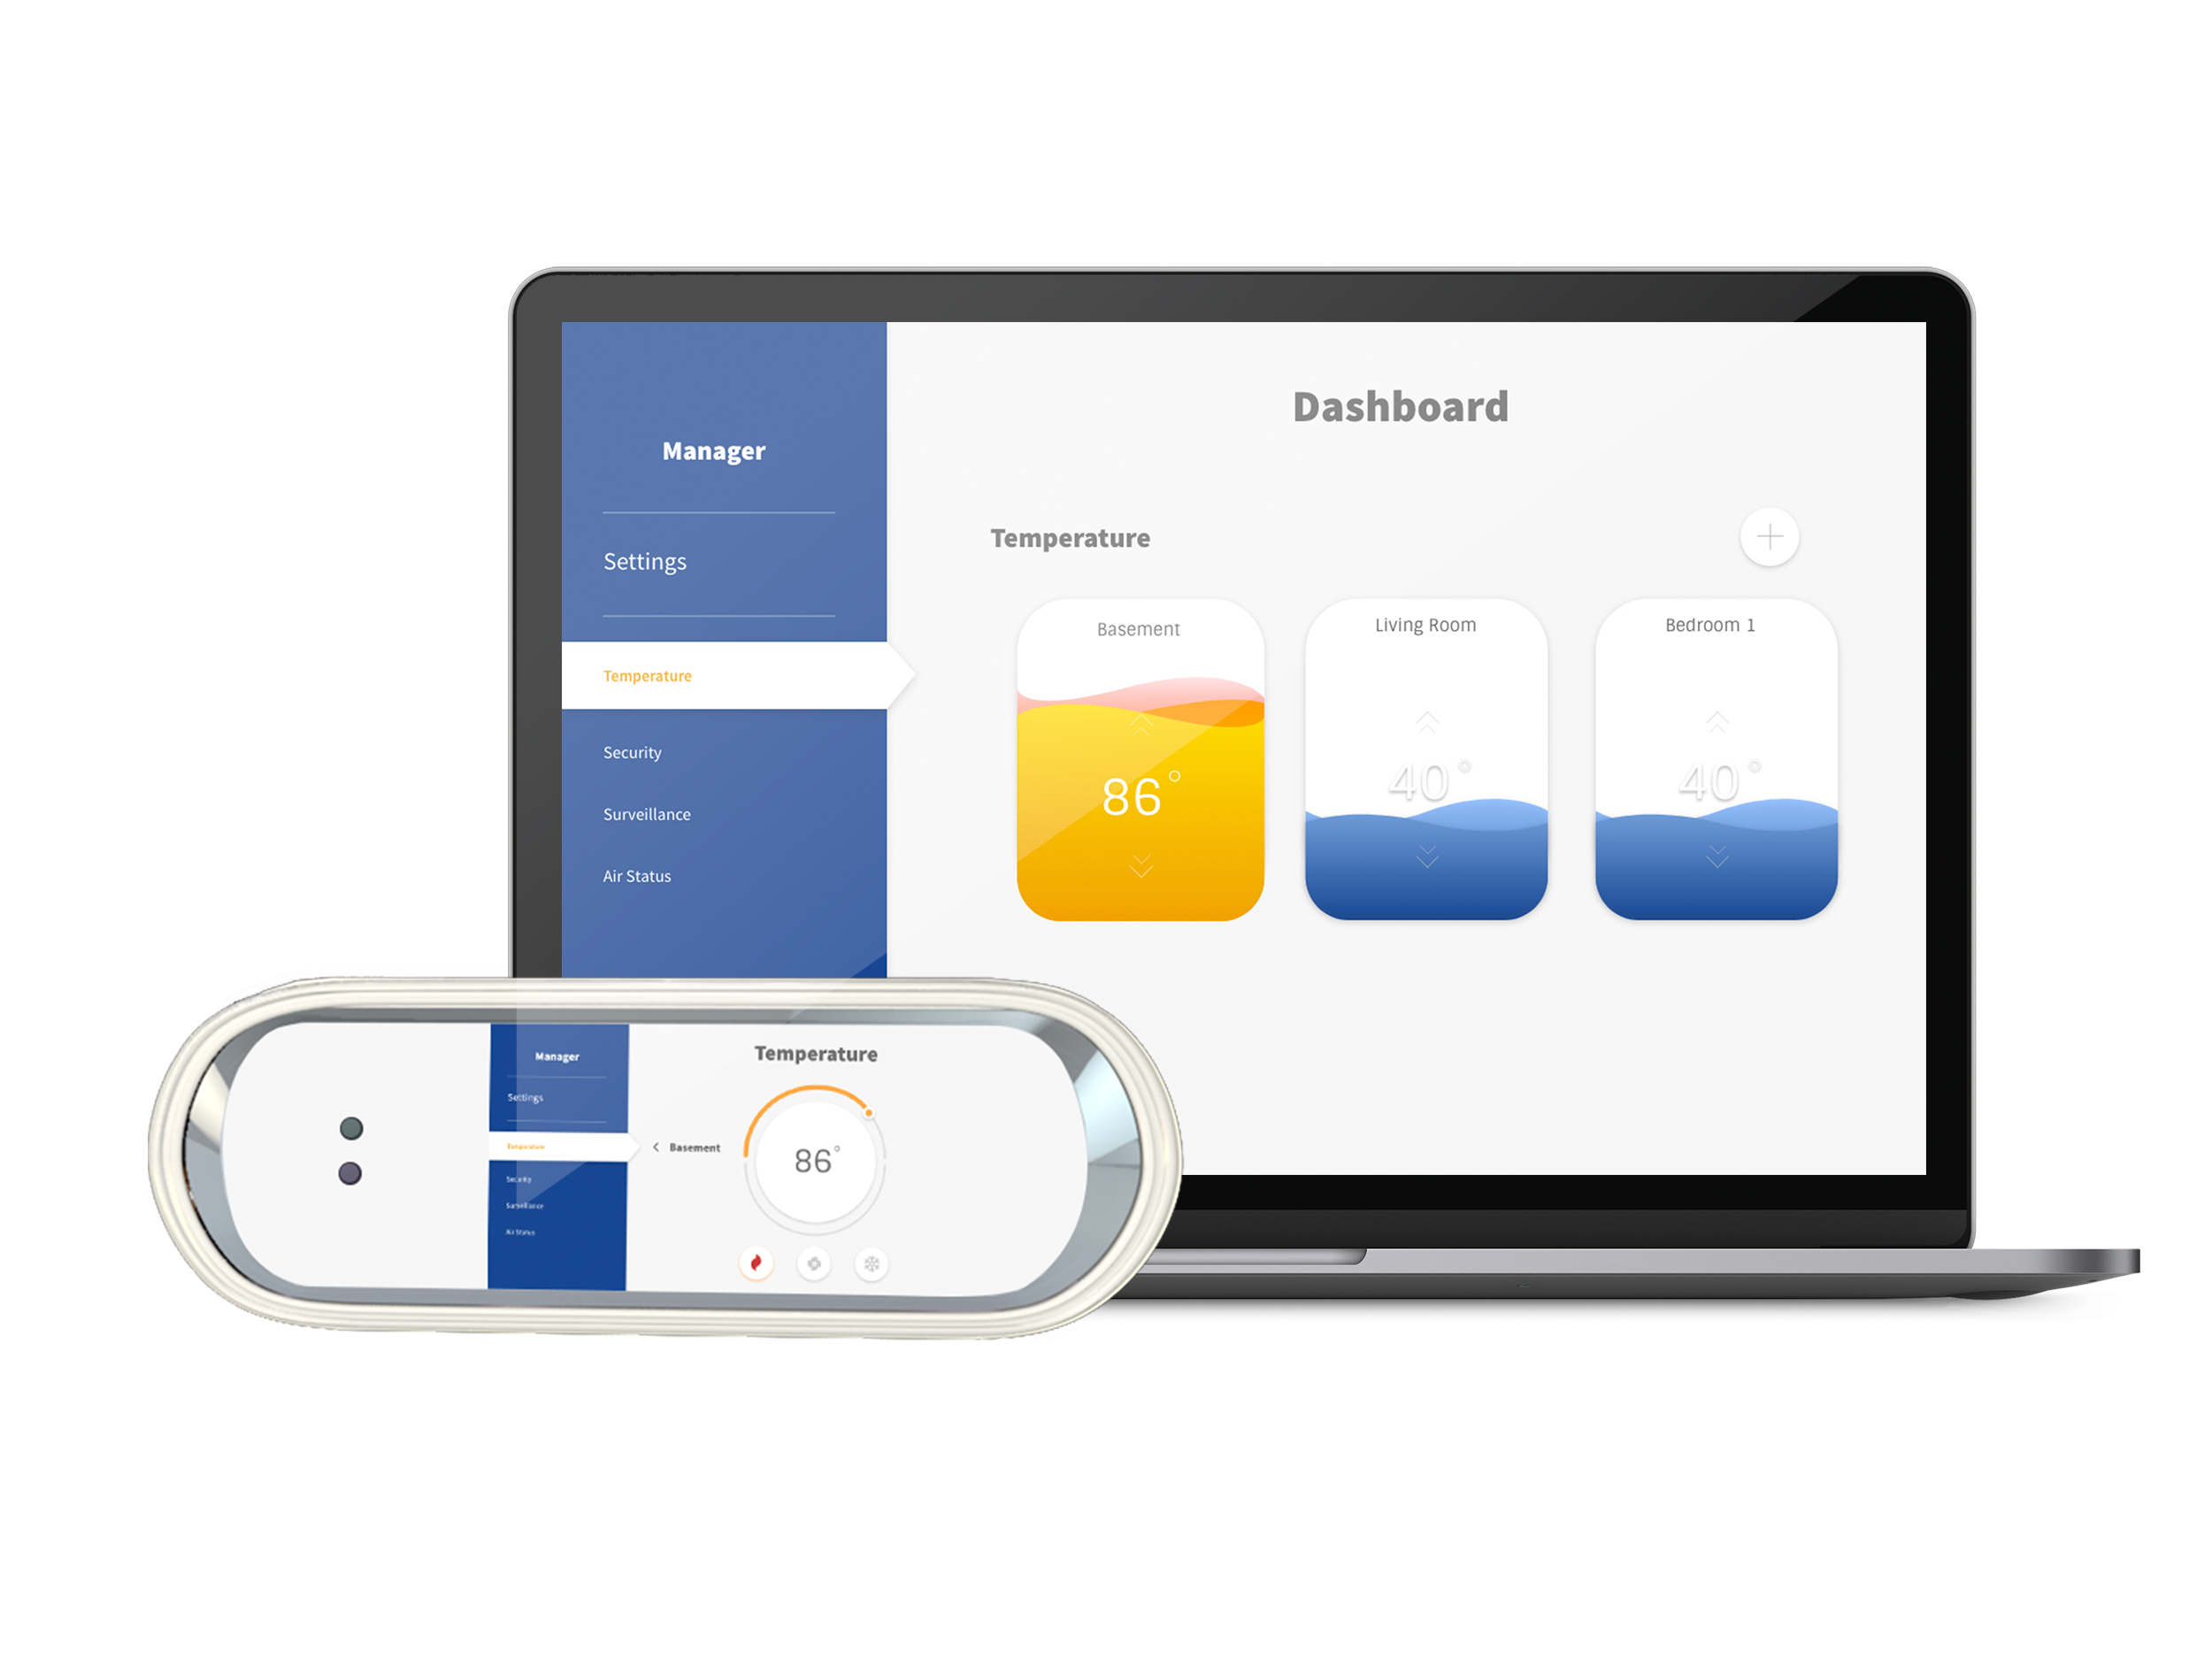 Dashboard
Manager
Settings
Temperature
Security
Surveillance
Air Status
Temperature
Basement
86°
Living Room
40°
Bedroom 1
40°
Manager
Settings
Temperature
Security
Surveillance
Air Status
Temperature
Basement
86°